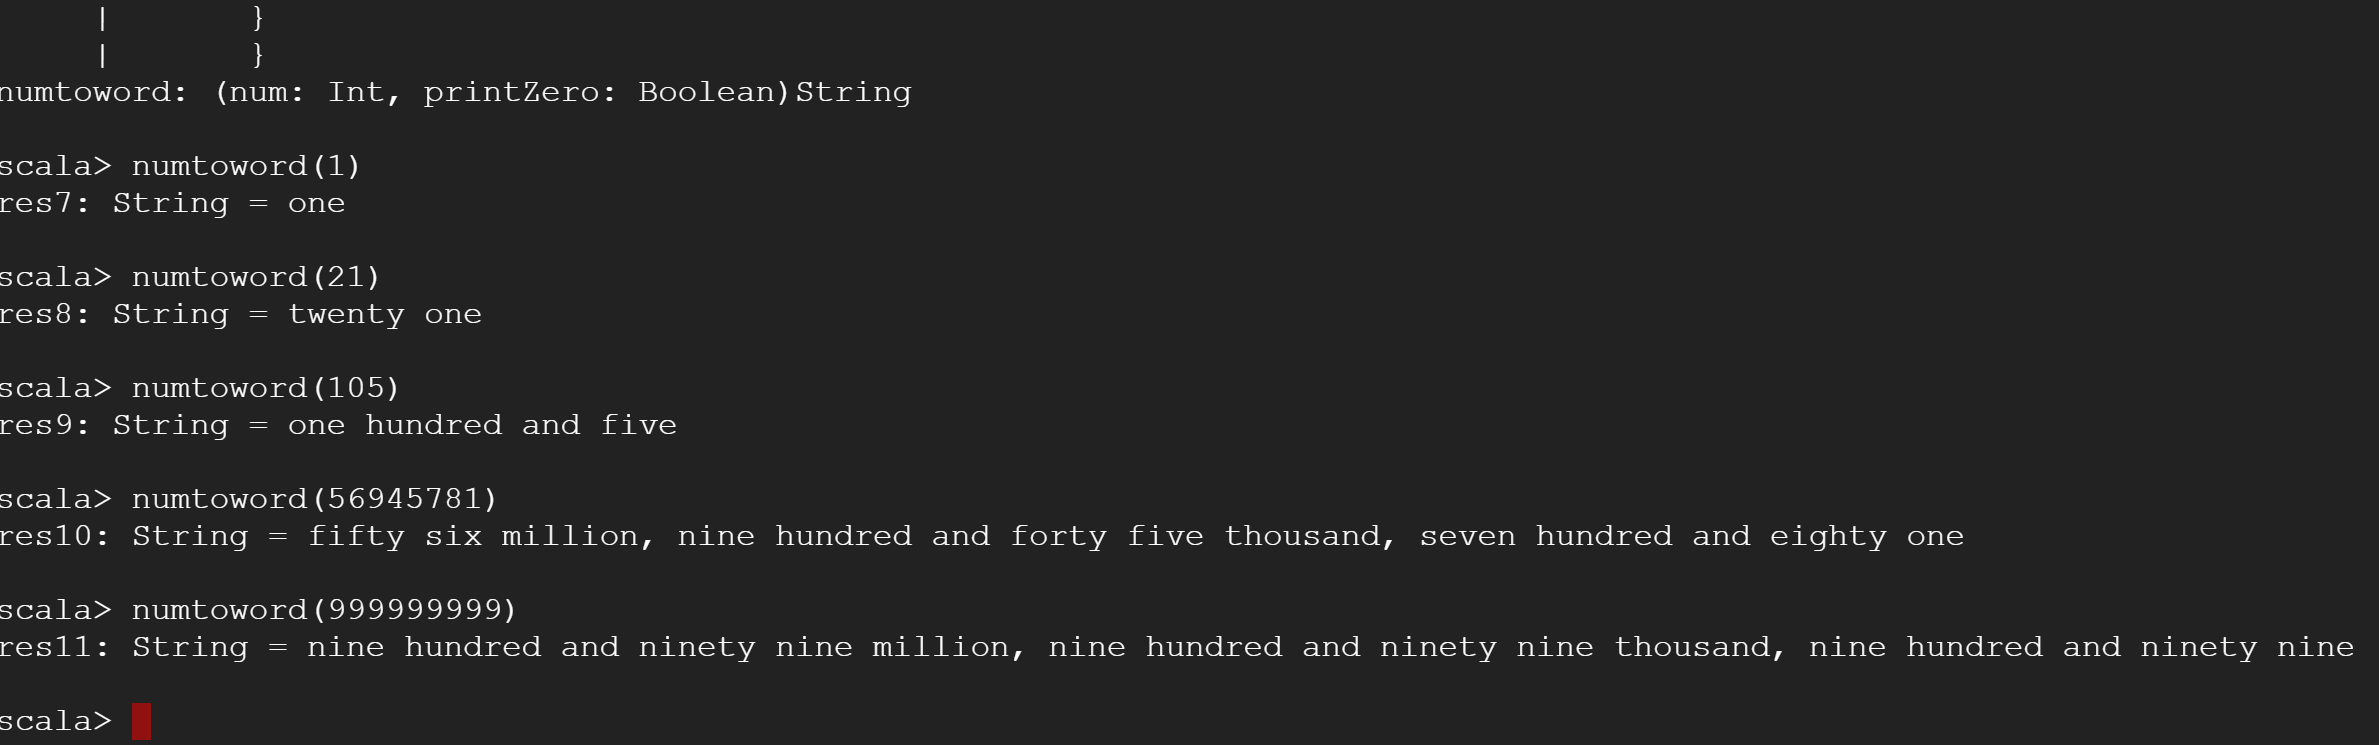 | }
| }
numtoword: (num: Int, printZero: Boolean)String
scala> numtoword(1)
res7: String = one
scala> numtoword(21)
res8: String = twenty one
scala> numtoword(105)
res9: String = one hundred and five
scala> numtoword(56945781)
res10: String = fifty six million, nine hundred and forty five thousand, seven hundred and eighty one
scala> numtoword(999999999)
res11: String = nine hundred and ninety nine million, nine hundred and ninety nine thousand, nine hundred and ninety nine
scala>